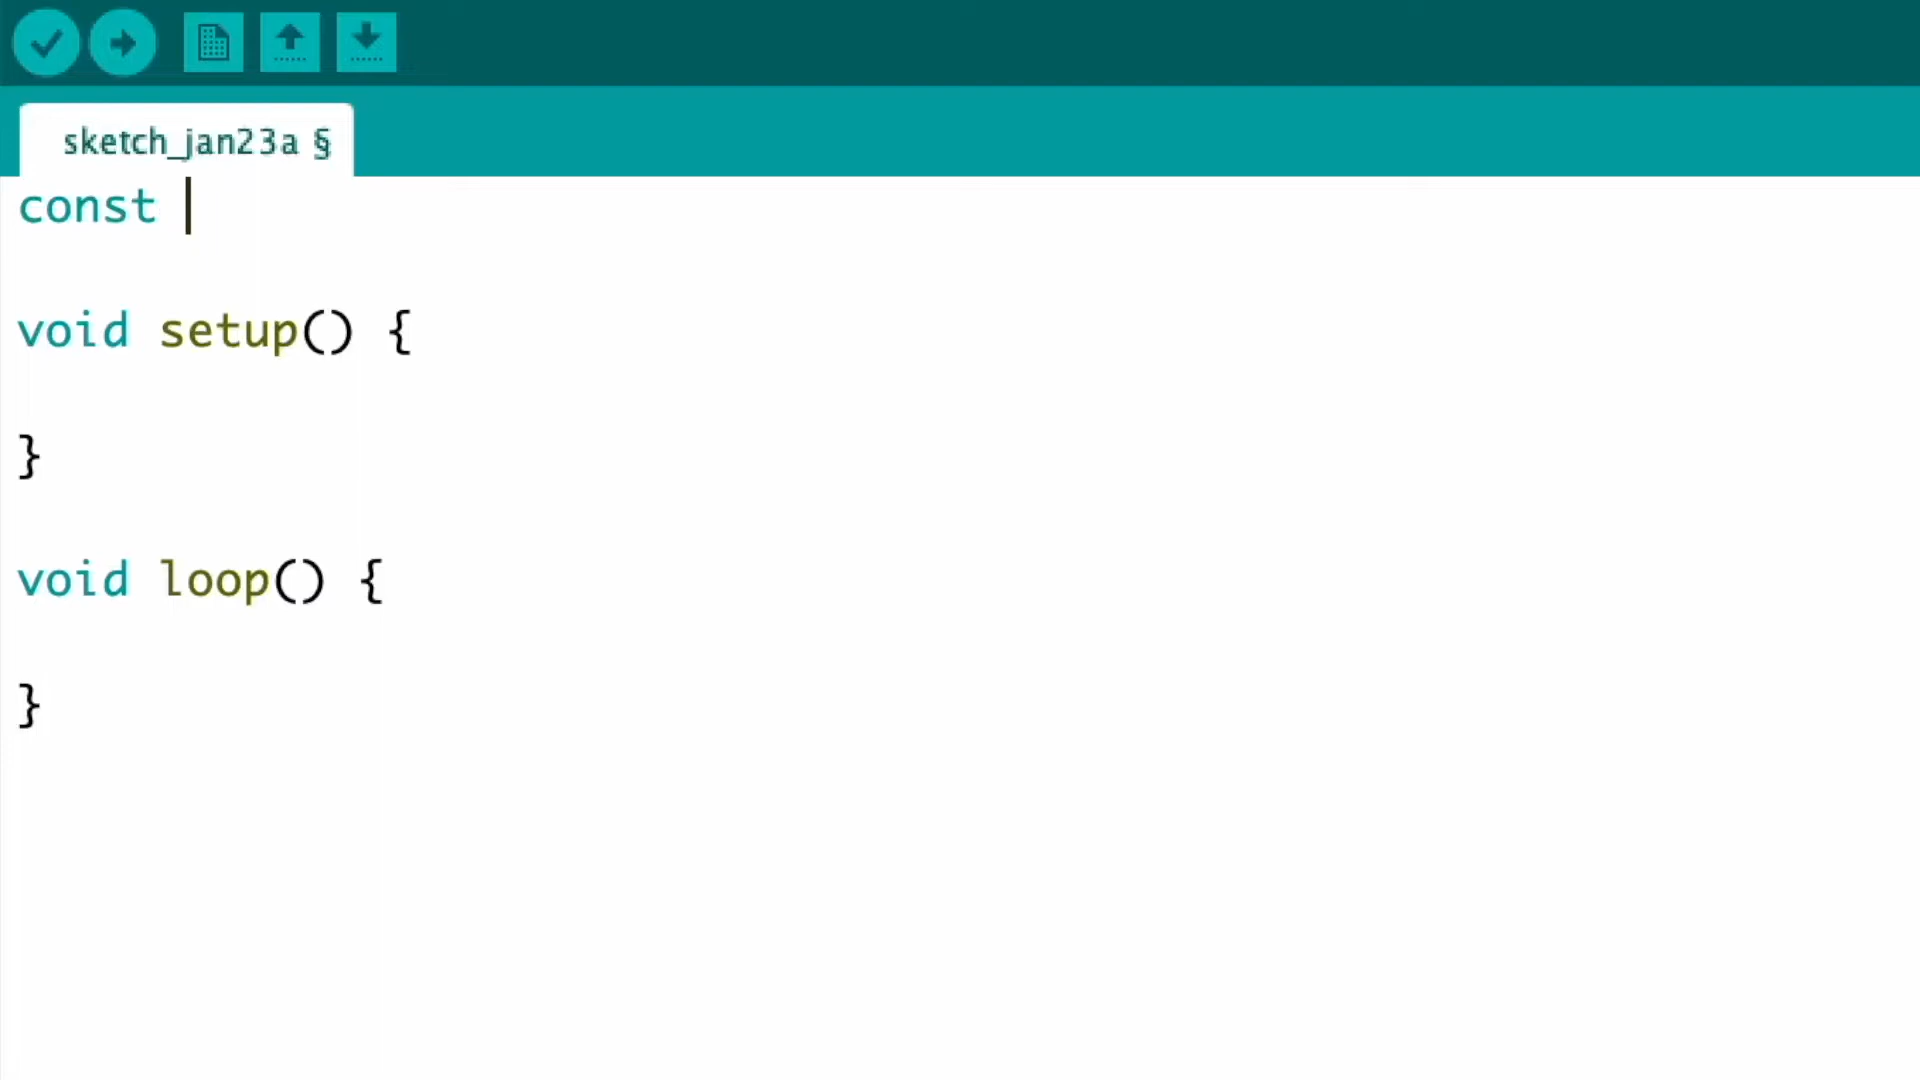 sketch_jan23a §
const
void setup() {
}
void loop() {
}